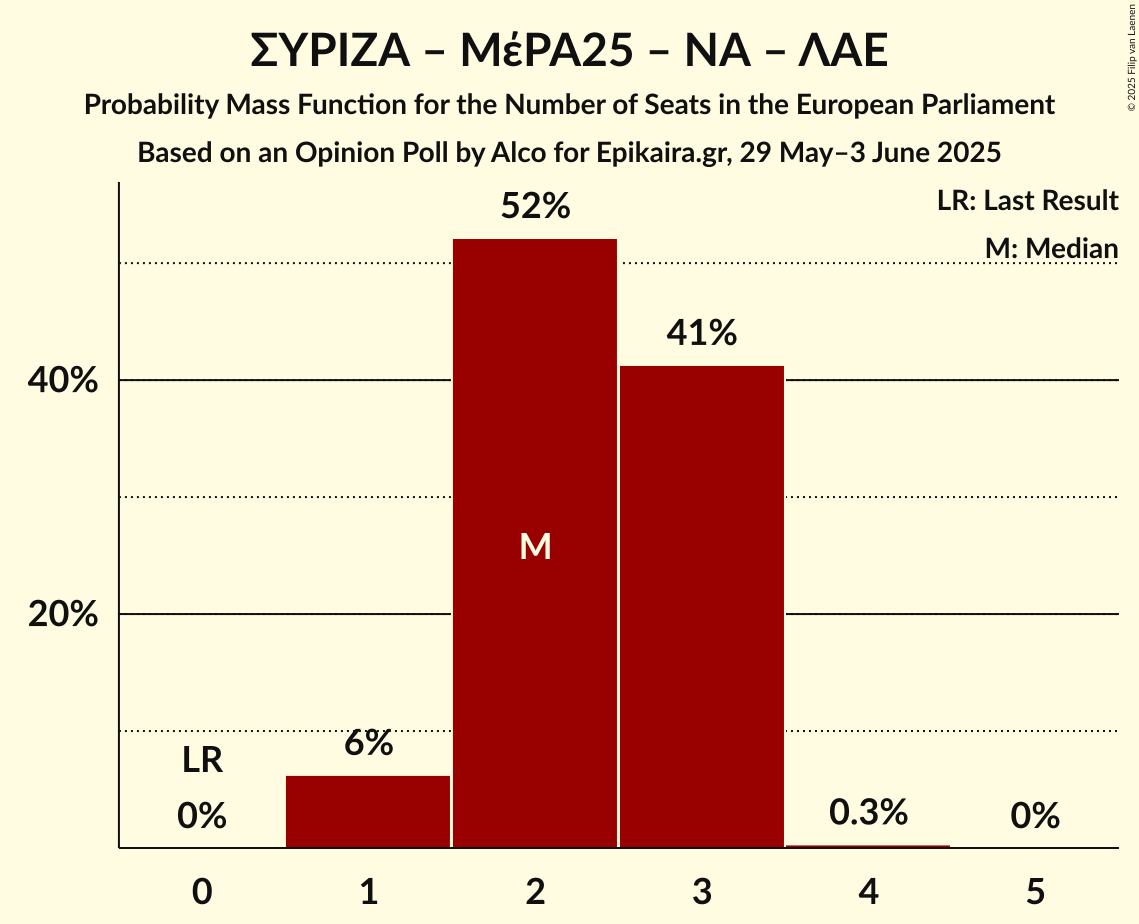 ΣΥΡΙΖΑ – ΜέΡΑ25 – ΝΑ – ΛΑΕ
Probability Mass Function for the Number of Seats in the European Parliament
Based on an Opinion Poll by Alco for Epikaira.gr, 29 May–3 June 2025
© 2025 Filip van Laenen
LR: Last Result
M: Median
52%
41%
40%
M
20%
6%
LR
0%
0.3%
0%
0 1 2 3 4 5